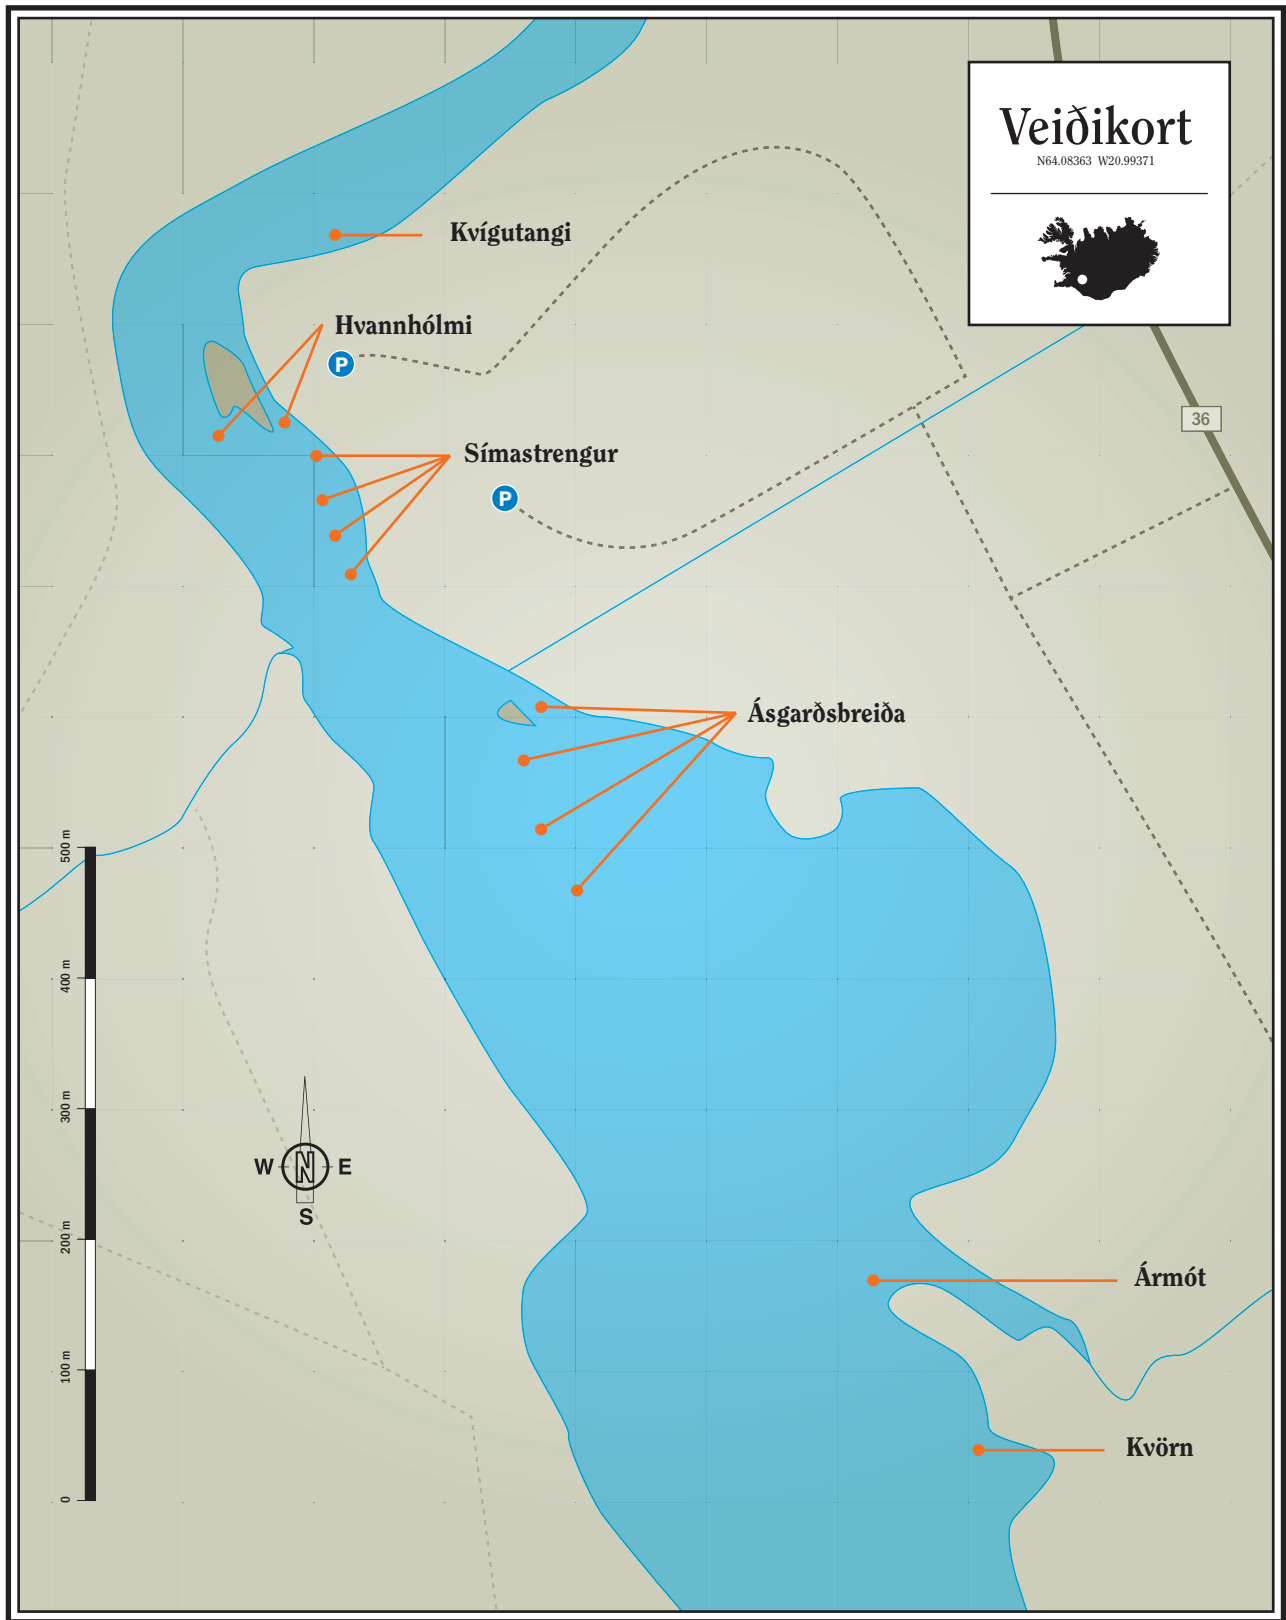 Veiðikort
N64.08363 W20.99371
Kvígutangi
Hvannhólmi
P
36
Símastrengur
P
Ásgarðsbreiða
500 m
400 m
300 m
200 m
100 m
0
N
W E
S
Ármót
Kvörn